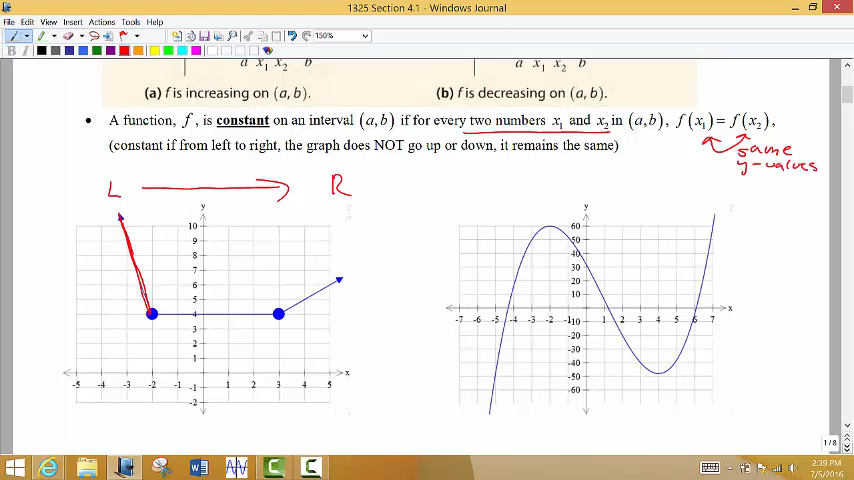 1325 Section 4.1 - Windows Journal
File Edit View Insert Actions Tools Help
150%
a x₁ x₂ b
a x₁ x₂ b
(a) f is increasing on (a, b).
(b) f is decreasing on (a, b).
• A function, f, is constant on an interval (a,b) if for every two numbers x₁ and x₂ in (a,b), f(x₁) = f(x₂),
(constant if from left to right, the graph does NOT go up or down, it remains the same)
same
y-values
L R
y
10
9
8
7
6
5
4
3
2
1
-1
-2
-5 -4 -3 -2 -1 1 2 3 4 5
x
y
60
50
40
30
20
10
-10
-20
-30
-40
-50
-60
-7 -6 -5 -4 -3 -2 -1 1 2 3 4 5 6 7
x
1/8
2:39 PM
7/5/2016